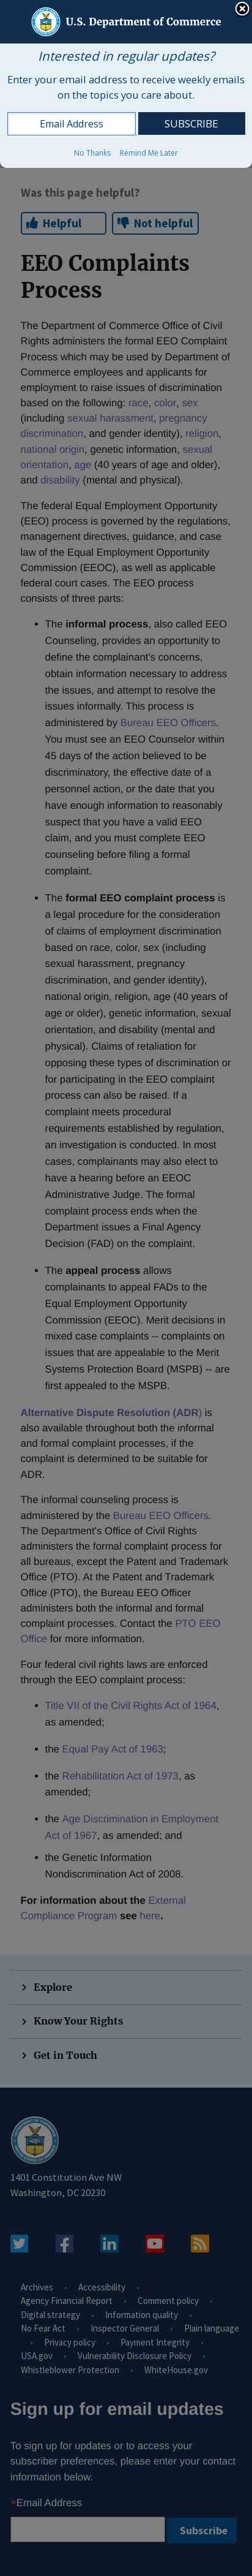 U.S. Department of Commerce
Interested in regular updates?
Enter your email address to receive weekly emails
on the topics you care about.
Email Address
SUBSCRIBE
No Thanks Remind Me Later
Was this page helpful?
Helpful
Not helpful
EEO Complaints
Process
The Department of Commerce Office of Civil
Rights administers the formal EEO Complaint
Process which may be used by Department of
Commerce employees and applicants for
employment to raise issues of discrimination
based on the following: race, color, sex
(including sexual harassment, pregnancy
discrimination, and gender identity), religion,
national origin, genetic information, sexual
orientation, age (40 years of age and older),
and disability (mental and physical).
The federal Equal Employment Opportunity
(EEO) process is governed by the regulations,
management directives, guidance, and case
law of the Equal Employment Opportunity
Commission (EEOC), as well as applicable
federal court cases. The EEO process
consists of three parts:
• The informal process, also called EEO
Counseling, provides an opportunity to
define the complainant's concerns,
obtain information necessary to address
the issues, and attempt to resolve the
issues informally. This process is
administered by Bureau EEO Officers.
You must see an EEO Counselor within
45 days of the action believed to be
discriminatory, the effective date of a
personnel action, or the date that you
have enough information to reasonably
suspect that you have a valid EEO
claim, and you must complete EEO
counseling before filing a formal
complaint.
• The formal EEO complaint process is
a legal procedure for the consideration
of claims of employment discrimination
based on race, color, sex (including
sexual harassment, pregnancy
discrimination, and gender identity),
national origin, religion, age (40 years of
age or older), genetic information, sexual
orientation, and disability (mental and
physical). Claims of retaliation for
opposing these types of discrimination or
for participating in the EEO complaint
process can also be raised. If a
complaint meets procedural
requirements established by regulation,
an investigation is conducted. In most
cases, complainants may also elect to
have a hearing before an EEOC
Administrative Judge. The formal
complaint process ends when the
Department issues a Final Agency
Decision (FAD) on the complaint.
• The appeal process allows
complainants to appeal FADs to the
Equal Employment Opportunity
Commission (EEOC). Merit decisions in
mixed case complaints -- complaints on
issues that are appealable to the Merit
Systems Protection Board (MSPB) -- are
first appealed to the MSPB.
Alternative Dispute Resolution (ADR) is
also available throughout both the informal
and formal complaint processes, if the
complaint is determined to be suitable for
ADR.
The informal counseling process is
administered by the Bureau EEO Officers.
The Department's Office of Civil Rights
administers the formal complaint process for
all bureaus, except the Patent and Trademark
Office (PTO). At the Patent and Trademark
Office (PTO), the Bureau EEO Officer
administers both the informal and formal
complaint processes. Contact the PTO EEO
Office for more information.
Four federal civil rights laws are enforced
through the EEO complaint process:
• Title VII of the Civil Rights Act of 1964,
as amended;
• the Equal Pay Act of 1963;
• the Rehabilitation Act of 1973, as
amended;
• the Age Discrimination in Employment
Act of 1967, as amended; and
• the Genetic Information
Nondiscrimination Act of 2008.
For information about the External
Compliance Program see here.
Explore
Know Your Rights
Get in Touch
1401 Constitution Ave NW
Washington, DC 20230
Archives • Accessibility •
Agency Financial Report • Comment policy •
Digital strategy • Information quality •
No Fear Act • Inspector General • Plain language
• Privacy policy • Payment Integrity •
USA.gov • Vulnerability Disclosure Policy •
Whistleblower Protection • WhiteHouse.gov
Sign up for email updates
To sign up for updates or to access your
subscriber preferences, please enter your contact
information below.
*Email Address
Subscribe